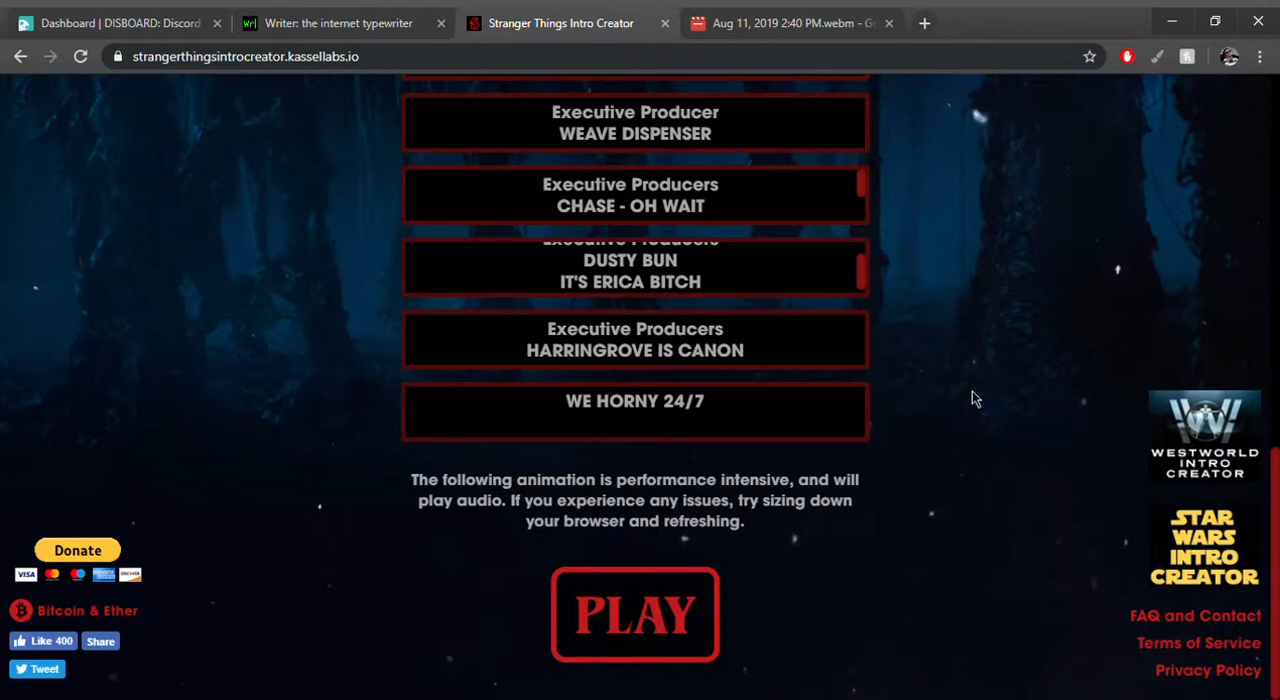 Dashboard | DISBOARD: Discord
Writer: the internet typewriter
Stranger Things Intro Creator
Aug 11, 2019 2:40 PM.webm - Go
strangerthingsintrocreator.kassellabs.io
Executive Producer
WEAVE DISPENSER
Executive Producers
CHASE - OH WAIT
Executive Producers
DUSTY BUN
IT'S ERICA BITCH
Executive Producers
HARRINGROVE IS CANON
WE HORNY 24/7
The following animation is performance intensive, and will
play audio. If you experience any issues, try sizing down
your browser and refreshing.
PLAY
Donate
VISA
Bitcoin & Ether
Like 400
Share
Tweet
WESTWORLD
INTRO
CREATOR
STAR
WARS
INTRO
CREATOR
FAQ and Contact
Terms of Service
Privacy Policy